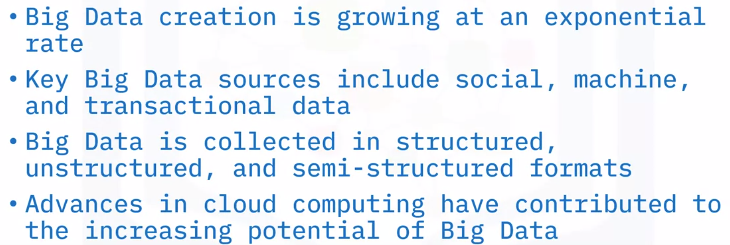 • Big Data creation is growing at an exponential
rate
• Key Big Data sources include social, machine,
and transactional data
• Big Data is collected in structured,
unstructured, and semi-structured formats
• Advances in cloud computing have contributed to
the increasing potential of Big Data